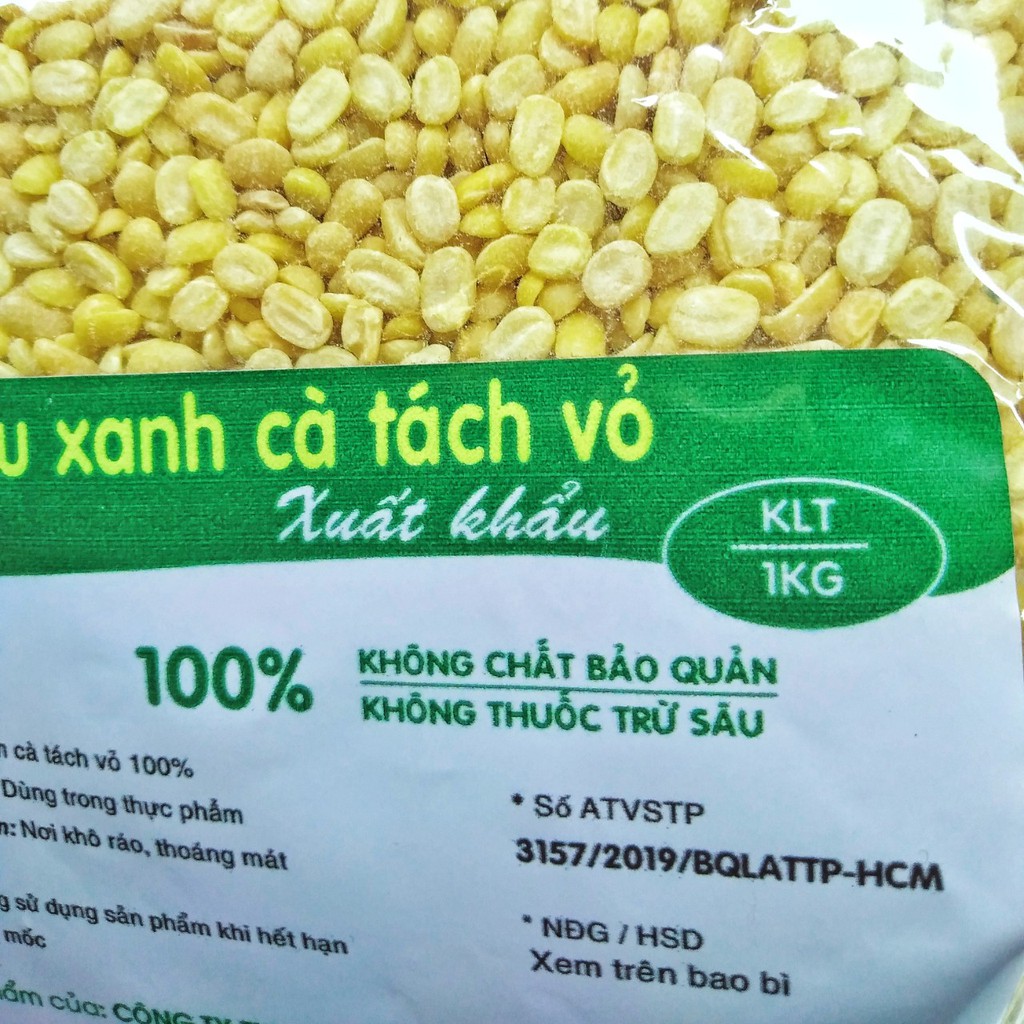 xanh cà tách vỏ
Xuất khẩu
KLT
1KG
100%
KHÔNG CHẤT BẢO QUẢN
KHÔNG THUỐC TRỪ SÂU
cà tách vỏ 100%
Dùng trong thực phẩm
Nơi khô ráo, thoáng mát
sử dụng sản phẩm khi hết hạn
mốc
của: CÔNG TY
* Số ATVSTP
3157/2019/BQLATTP-HCM
* NĐG / HSD
Xem trên bao bì